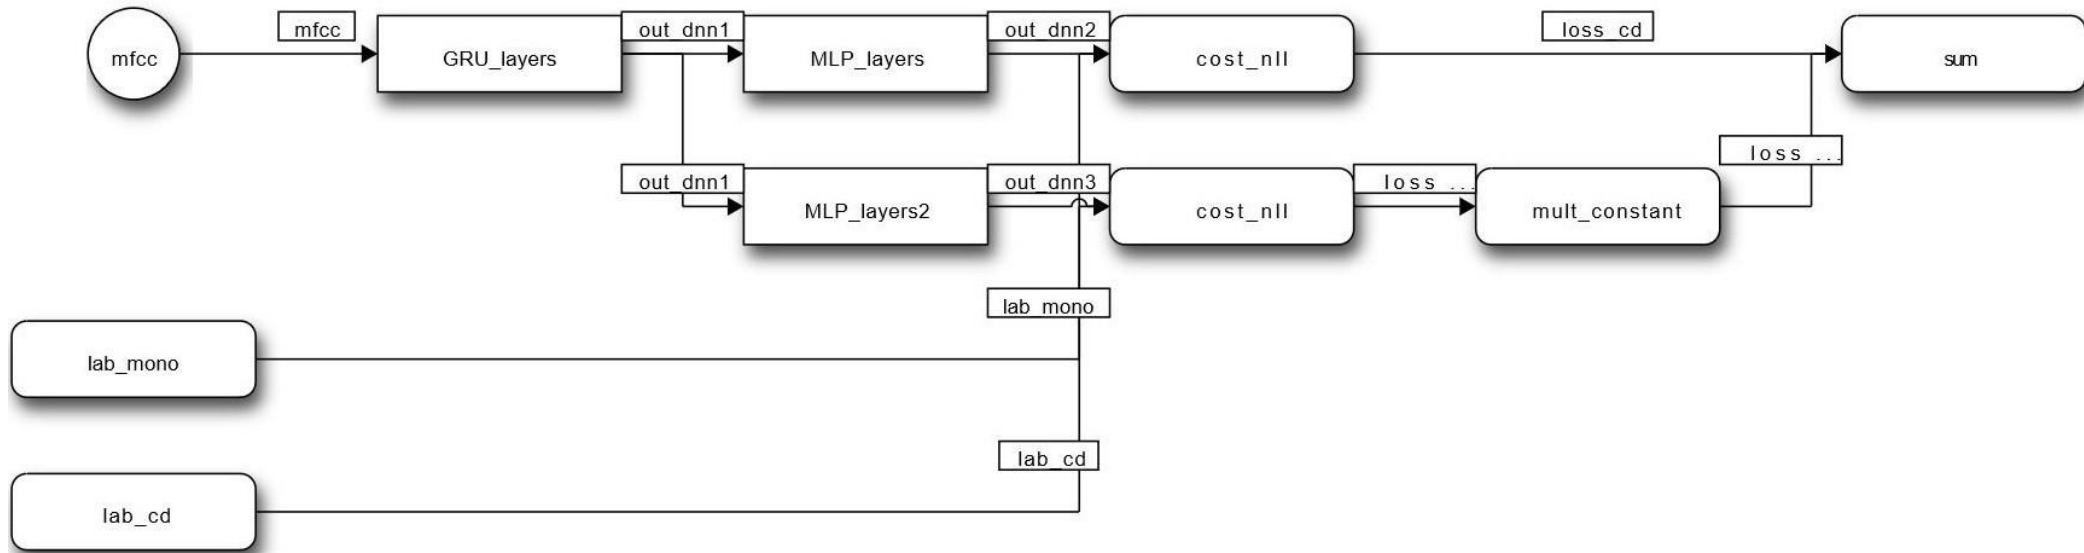 mfcc
mfcc
GRU_layers
out_dnn1
MLP_layers
out_dnn2
cost_nll
loss_cd
sum
out_dnn1
MLP_layers2
out_dnn3
cost_nll
loss ...
mult_constant
loss ...
lab_mono
lab_mono
lab_cd
lab_cd